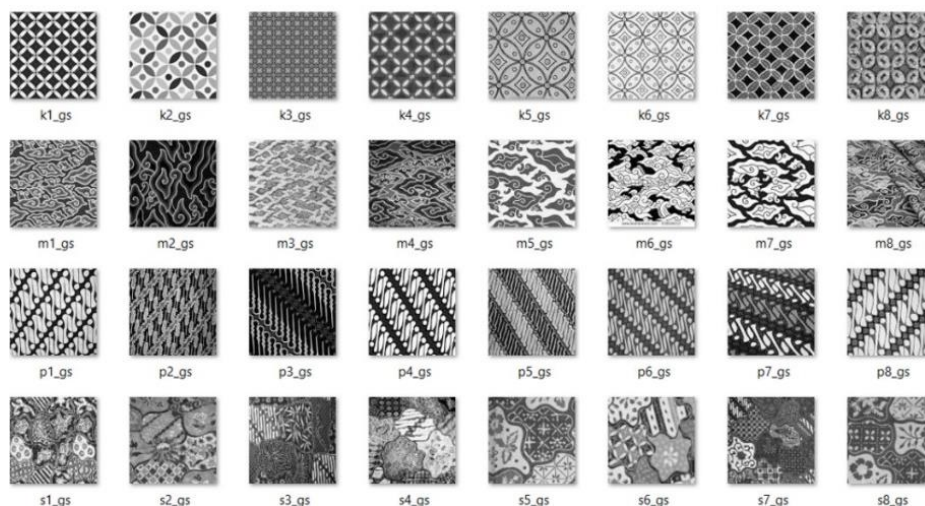 k1_gs k2_gs k3_gs k4_gs k5_gs k6_gs k7_gs k8_gs
m1_gs m2_gs m3_gs m4_gs m5_gs m6_gs m7_gs m8_gs
p1_gs p2_gs p3_gs p4_gs p5_gs p6_gs p7_gs p8_gs
s1_gs s2_gs s3_gs s4_gs s5_gs s6_gs s7_gs s8_gs